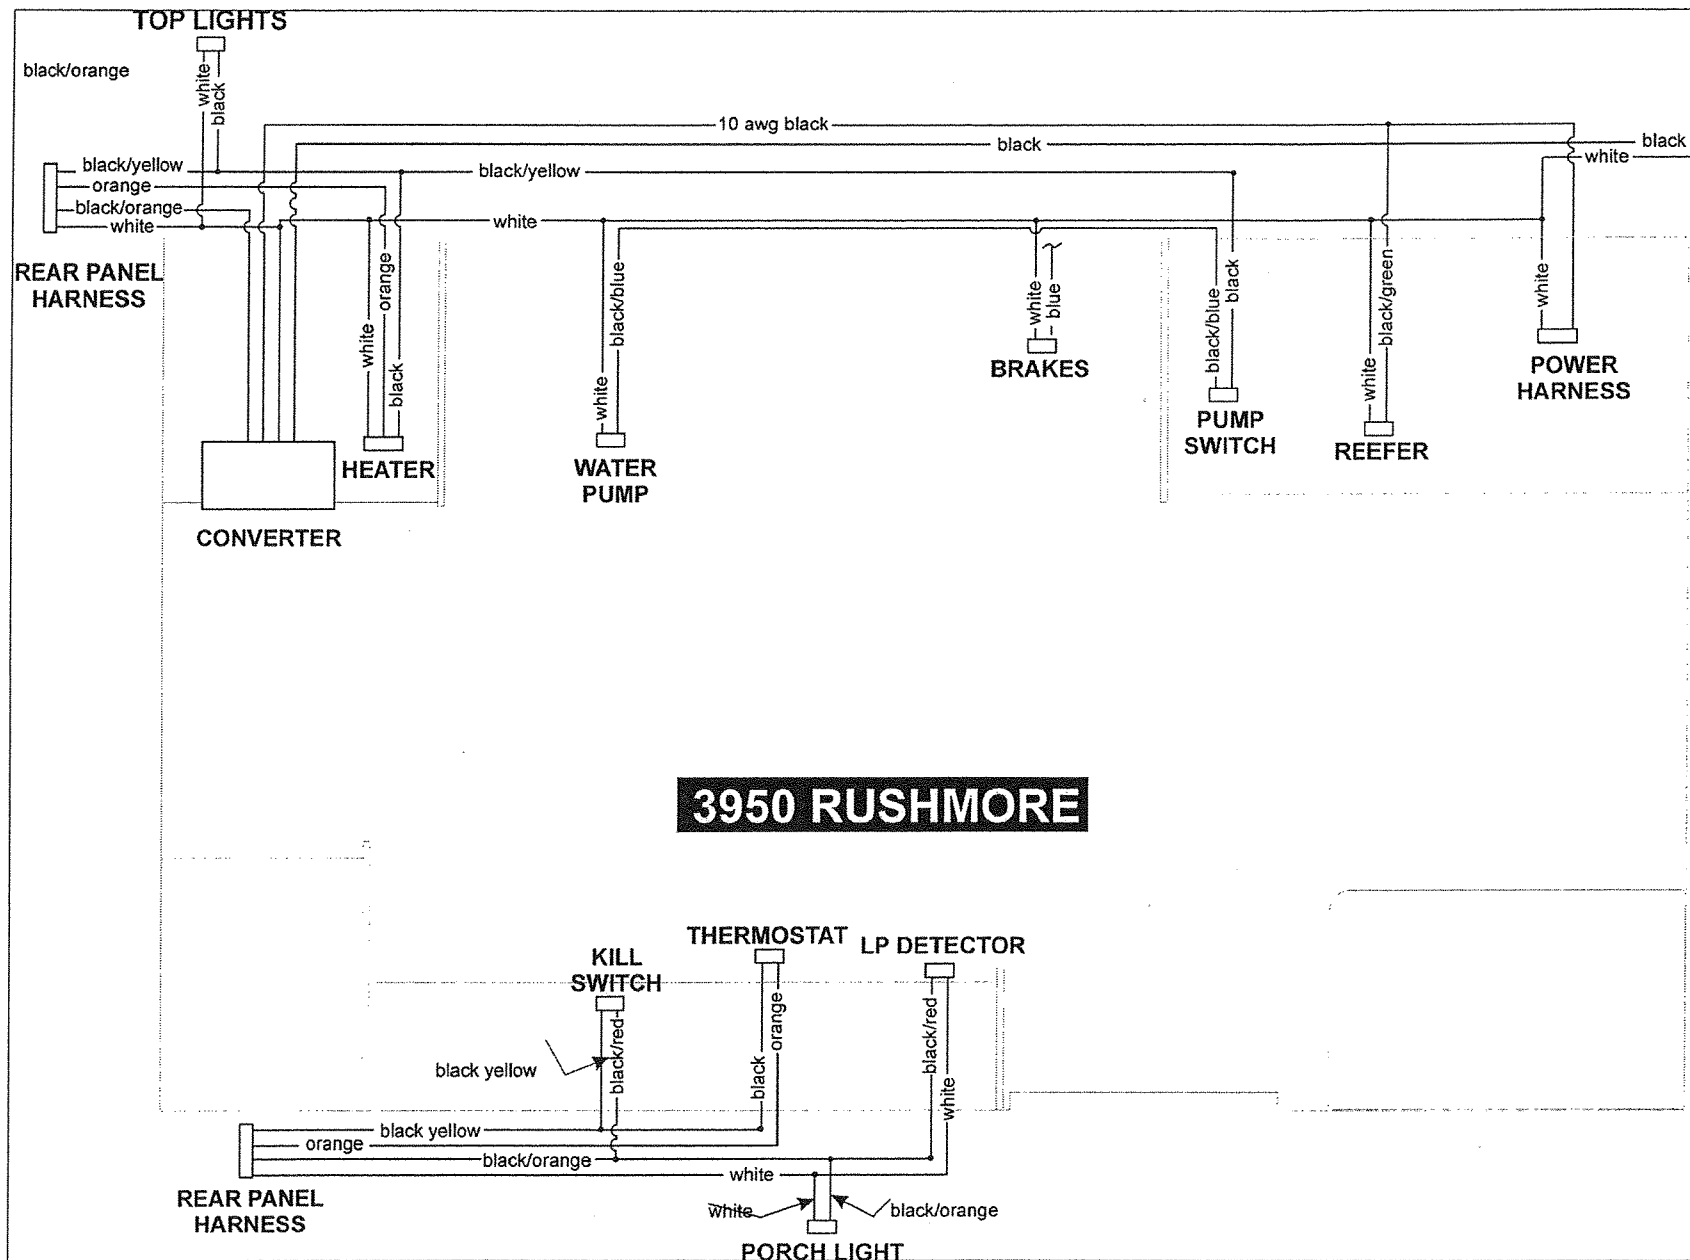 TOP LIGHTS
black/orange
white
black
10 awg black
black
black
white
black/yellow
black/yellow
orange
black/orange
white
white
REAR PANEL
HARNESS
white
orange
black
HEATER
CONVERTER
white
black/blue
WATER
PUMP
white
blue
BRAKES
black/blue
black
PUMP
SWITCH
white
black/green
REEFER
white
POWER
HARNESS
3950 RUSHMORE
KILL
SWITCH
THERMOSTAT
LP DETECTOR
black yellow
black/red
black
orange
black/red
white
black yellow
orange
black/orange
white
REAR PANEL
HARNESS
white
black/orange
PORCH LIGHT